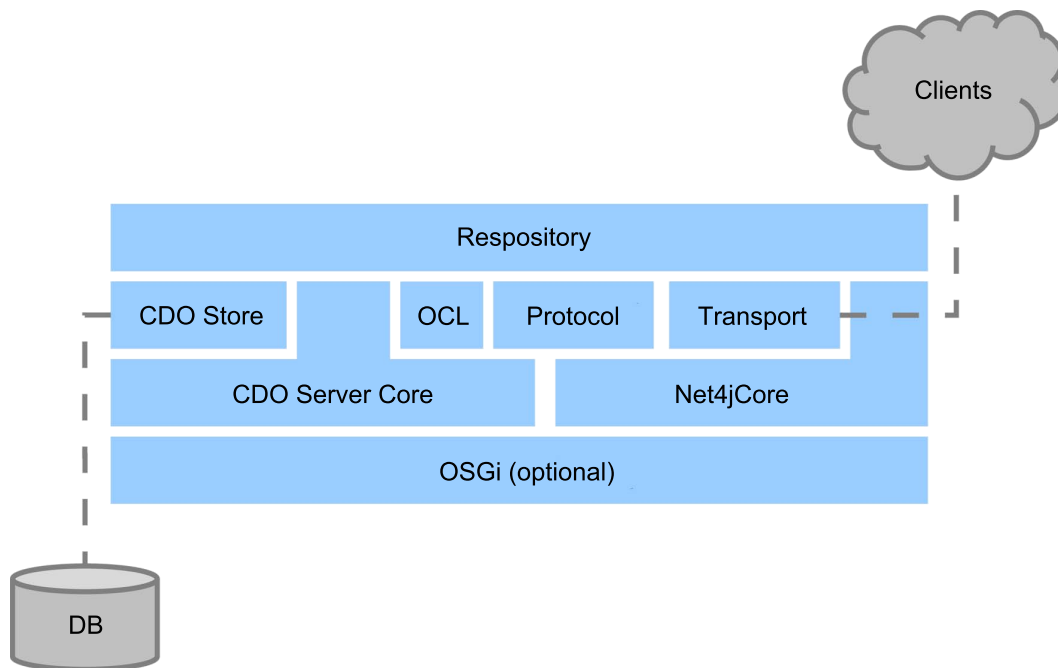 Clients
Respository
CDO Store
OCL
Protocol
Transport
CDO Server Core
Net4jCore
OSGi (optional)
DB